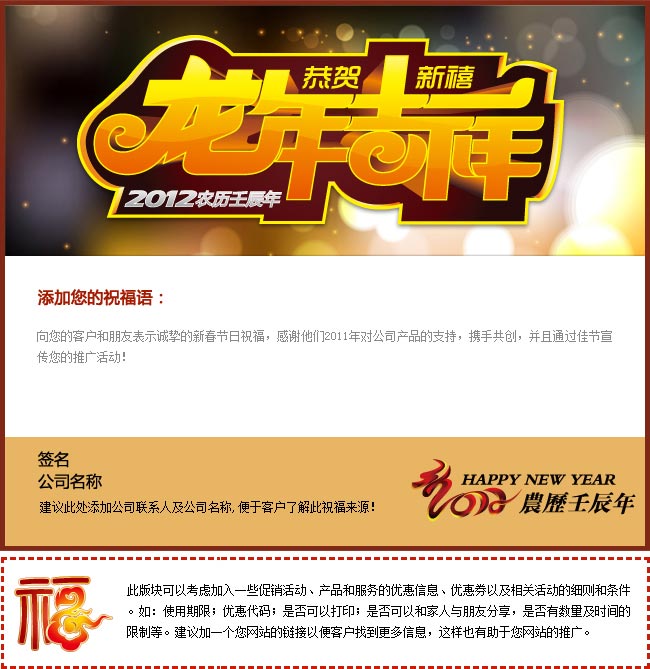 恭贺 新禧
龙年吉祥
2012农历壬辰年
添加您的祝福语：
向您的客户和朋友表示诚挚的新春节日祝福，感谢他们2011年对公司产品的支持，携手共创，并且通过佳节宣
传您的推广活动！
签名
公司名称
建议此处添加公司联系人及公司名称,便于客户了解此祝福来源！
2012
HAPPY NEW YEAR
農歷壬辰年
福
此版块可以考虑加入一些促销活动、产品和服务的优惠信息、优惠券以及相关活动的细则和条件
。如：使用期限；优惠代码；是否可以打印；是否可以和家人与朋友分享，是否有数量及时间的
限制等。建议加一个您网站的链接以便客户找到更多信息，这样也有助于您网站的推广。